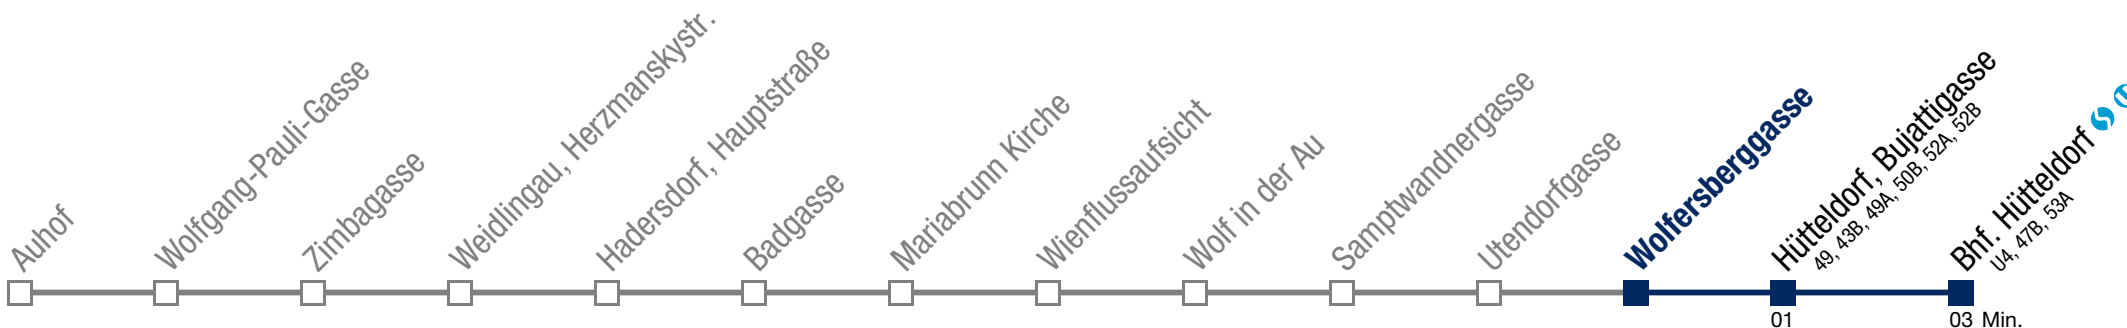 Auhof
Wolfgang-Pauli-Gasse
Zimbagasse
Weidlingau, Herzmanskystr.
Hadersdorf, Hauptstraße
Badgasse
Mariabrunn Kirche
Wienflussaufsicht
Wolf in der Au
Samptwandnergasse
Utendorfgasse
Wolfersberggasse
Hütteldorf, Bujattigasse
49, 43B, 49A, 50B, 52A, 52B
Bhf. Hütteldorf
U4, 47B, 53A
01
03 Min.